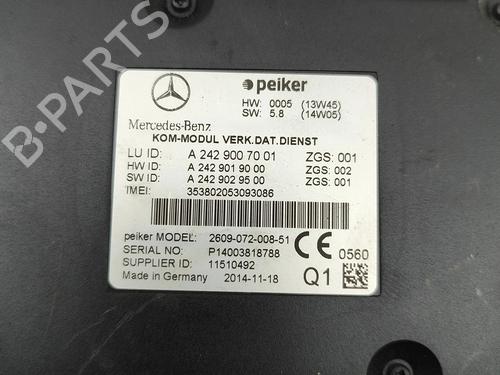 peiker
HW: 0005 (13W45)
SW: 5.8 (14W05)
Mercedes-Benz
KOM-MODUL VERK.DAT.DIENST
LU ID: A 242 900 70 01 ZGS: 001
HW ID: A 242 901 90 00 ZGS: 002
SW ID: A 242 902 95 00 ZGS: 001
IMEI: 353802053093086
peiker MODEL: 2609-072-008-51
CE 0560
SERIAL NO: P14003818788
SUPPLIER ID: 11510492
Made in Germany 2014-11-18 Q1
B-PARTS